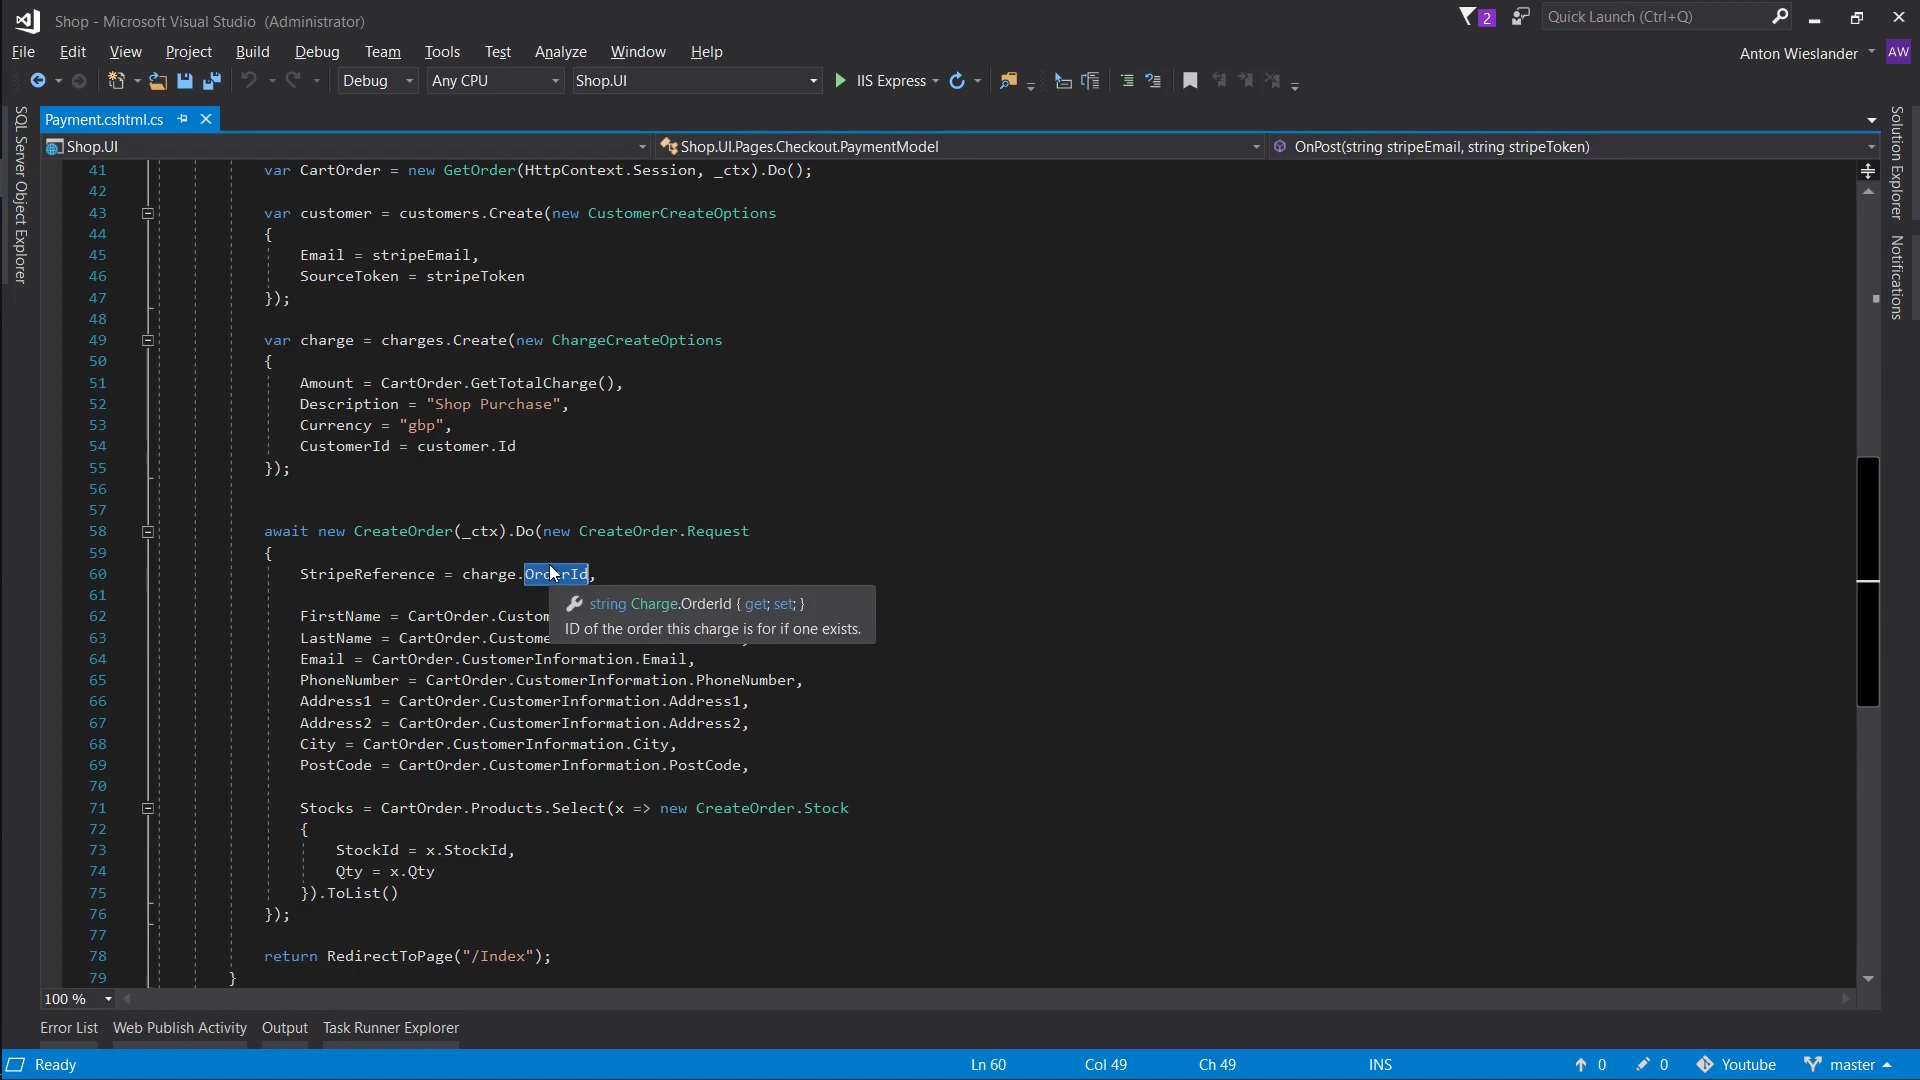 Shop - Microsoft Visual Studio (Administrator)
2
Quick Launch (Ctrl+Q)
File Edit View Project Build Debug Team Tools Test Analyze Window Help
Anton Wieslander AW
Debug Any CPU Shop.UI IIS Express
SQL Server Object Explorer
Solution Explorer
Notifications
Payment.cshtml.cs
Shop.UI Shop.UI.Pages.Checkout.PaymentModel OnPost(string stripeEmail, string stripeToken)
41 var CartOrder = new GetOrder(HttpContext.Session, _ctx).Do();
42
43 var customer = customers.Create(new CustomerCreateOptions
44 {
45 Email = stripeEmail,
46 SourceToken = stripeToken
47 });
48
49 var charge = charges.Create(new ChargeCreateOptions
50 {
51 Amount = CartOrder.GetTotalCharge(),
52 Description = "Shop Purchase",
53 Currency = "gbp",
54 CustomerId = customer.Id
55 });
56
57
58 await new CreateOrder(_ctx).Do(new CreateOrder.Request
59 {
60 StripeReference = charge.OrderId,
61
string Charge.OrderId { get; set; }
ID of the order this charge is for if one exists.
62 FirstName = CartOrder.Custom
63 LastName = CartOrder.Custome
64 Email = CartOrder.CustomerInformation.Email,
65 PhoneNumber = CartOrder.CustomerInformation.PhoneNumber,
66 Address1 = CartOrder.CustomerInformation.Address1,
67 Address2 = CartOrder.CustomerInformation.Address2,
68 City = CartOrder.CustomerInformation.City,
69 PostCode = CartOrder.CustomerInformation.PostCode,
70
71 Stocks = CartOrder.Products.Select(x => new CreateOrder.Stock
72 {
73 StockId = x.StockId,
74 Qty = x.Qty
75 }).ToList()
76 });
77
78 return RedirectToPage("/Index");
79 }
100 %
Error List Web Publish Activity Output Task Runner Explorer
Ready Ln 60 Col 49 Ch 49 INS 0 0 Youtube master